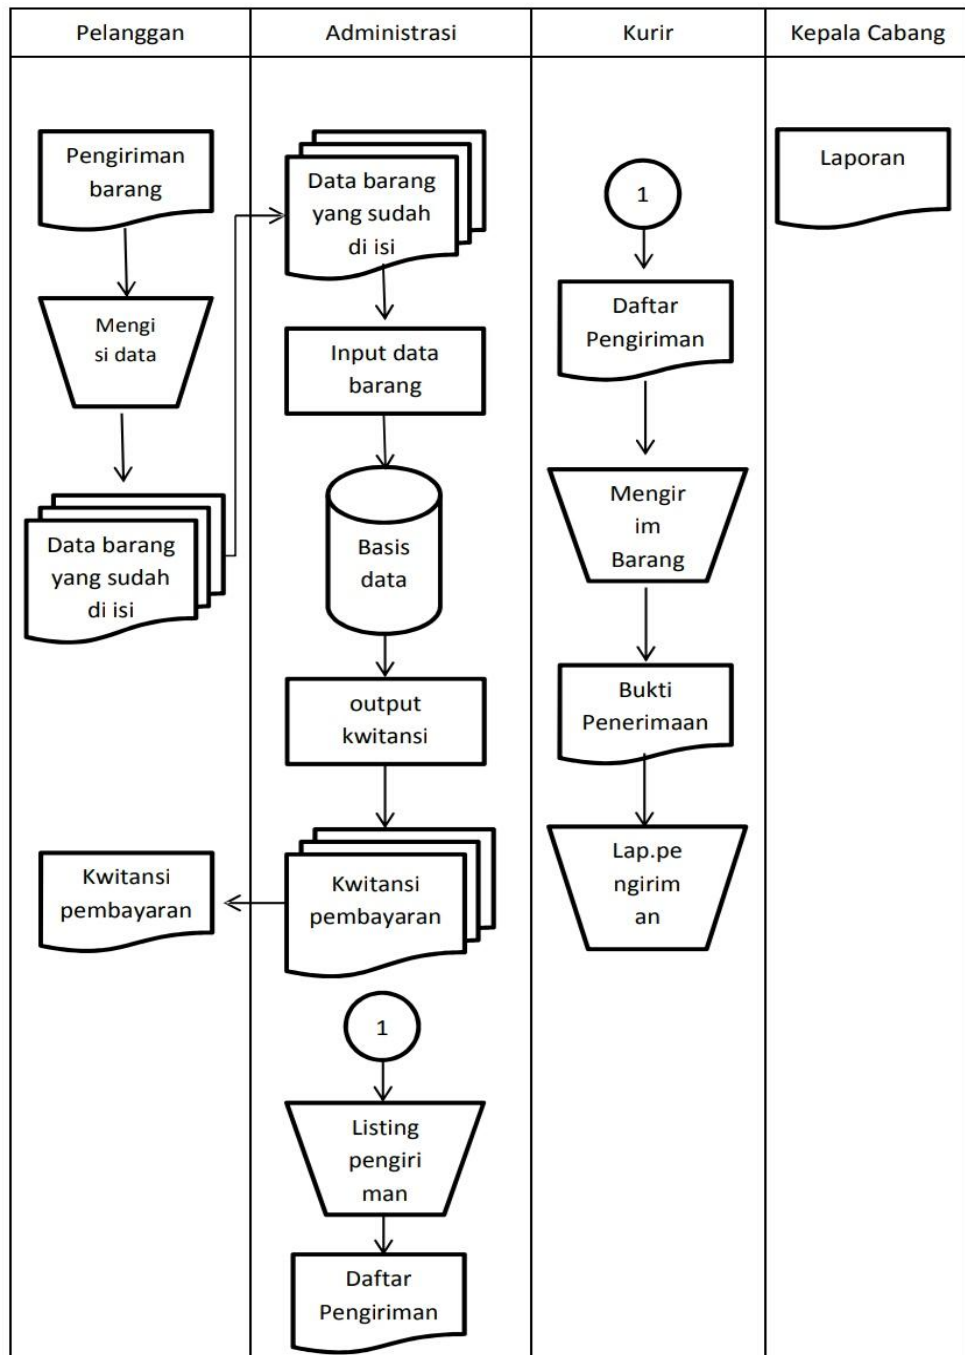 Pelanggan
Administrasi
Kurir
Kepala Cabang
Pengiriman
barang
Mengi
si data
Data barang
yang sudah
di isi
Kwitansi
pembayaran
Data barang
yang sudah
di isi
Input data
barang
Basis
data
output
kwitansi
Kwitansi
pembayaran
1
Listing
pengiri
man
Daftar
Pengiriman
1
Daftar
Pengiriman
Mengir
im
Barang
Bukti
Penerimaan
Lap.pe
ngirim
an
Laporan